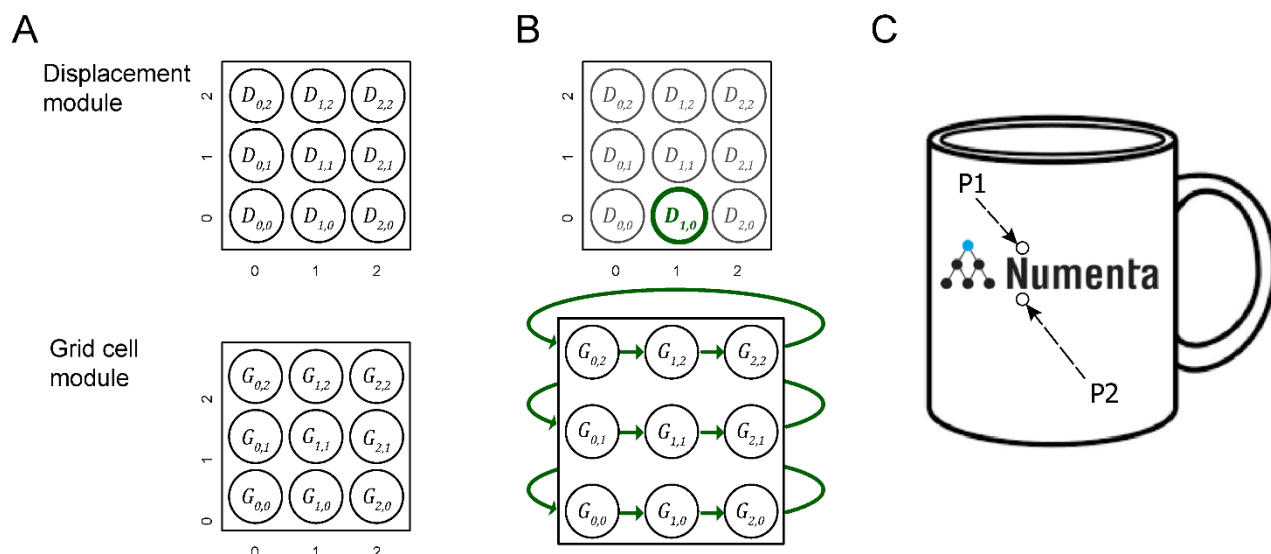 A
Displacement
module
2
1
0
D0,2 D1,2 D2,2
D0,1 D1,1 D2,1
D0,0 D1,0 D2,0
0 1 2
Grid cell
module
2
1
0
G0,2 G1,2 G2,2
G0,1 G1,1 G2,1
G0,0 G1,0 G2,0
0 1 2
B
2
1
0
D0,2 D1,2 D2,2
D0,1 D1,1 D2,1
D0,0 D1,0 D2,0
0 1 2
G0,2 G1,2 G2,2
G0,1 G1,1 G2,1
G0,0 G1,0 G2,0
C
P1
Numenta
P2